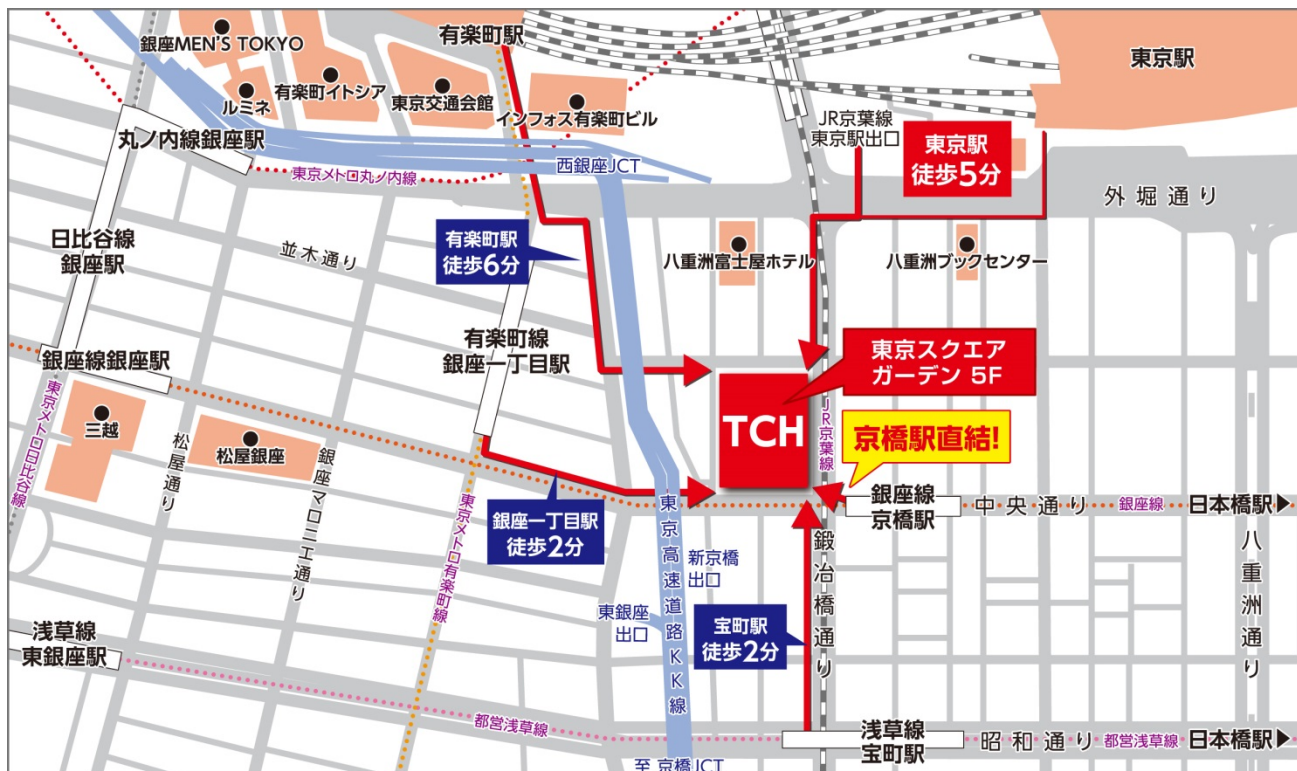 銀座MEN'S TOKYO
ルミネ
有楽町イトシア
東京交通会館
有楽町駅
インフォス有楽町ビル
東京駅
JR京葉線
東京駅出口
東京駅
徒歩5分
丸ノ内線銀座駅
東京メトロ丸ノ内線
西銀座JCT
外堀通り
日比谷線
銀座駅
並木通り
有楽町駅
徒歩6分
八重洲富士屋ホテル
八重洲ブックセンター
銀座線銀座駅
有楽町線
銀座一丁目駅
東京スクエア
ガーデン 5F
TCH
JR京葉線
京橋駅直結!
三越
松屋銀座
東京メトロ日比谷線
松屋通り
銀座マロニエ通り
東京メトロ有楽町線
銀座一丁目駅
徒歩2分
東京高速道路KK線
新京橋
出口
銀座線
京橋駅
中央通り
銀座線
日本橋駅▶
鍛冶橋通り
八重洲通り
東銀座
出口
宝町駅
徒歩2分
浅草線
東銀座駅
都営浅草線
至 京橋JCT
浅草線
宝町駅
昭和通り
都営浅草線
日本橋駅▶